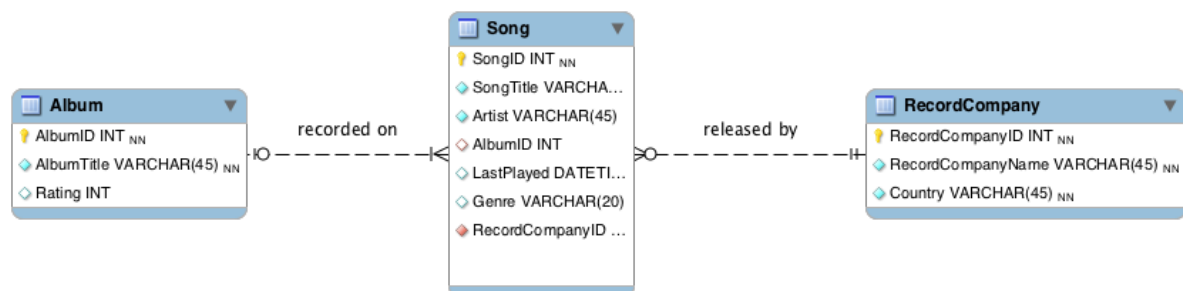 Album
AlbumID INT NN
AlbumTitle VARCHAR(45) NN
Rating INT
recorded on
Song
SongID INT NN
SongTitle VARCHA...
Artist VARCHAR(45)
AlbumID INT
LastPlayed DATETI...
Genre VARCHAR(20)
RecordCompanyID ...
released by
RecordCompany
RecordCompanyID INT NN
RecordCompanyName VARCHAR(45) NN
Country VARCHAR(45) NN